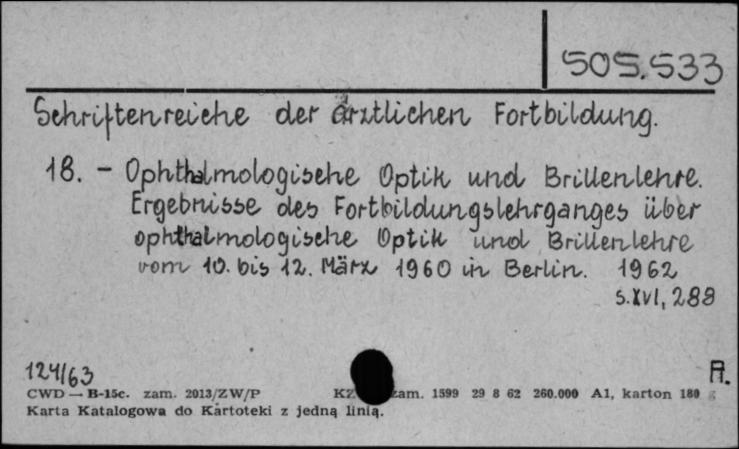 505.533
Schriftenreiche der ärztlichen Fortbildung.
18. - Ophthalmologische Optik und Brillenlehre.
Ergebnisse des Fortbildungslehrganges über
ophthalmologische Optik und Brillenlehre
vom 10. bis 12. März 1960 in Berlin. 1962
s.XVI, 288
124/63
CWD — B-15c. zam. 2013/ZW/P KZ zam. 1599 29 8 62 260.000 A1, karton 180 g
Karta Katalogowa do Kartoteki z jedną linią.